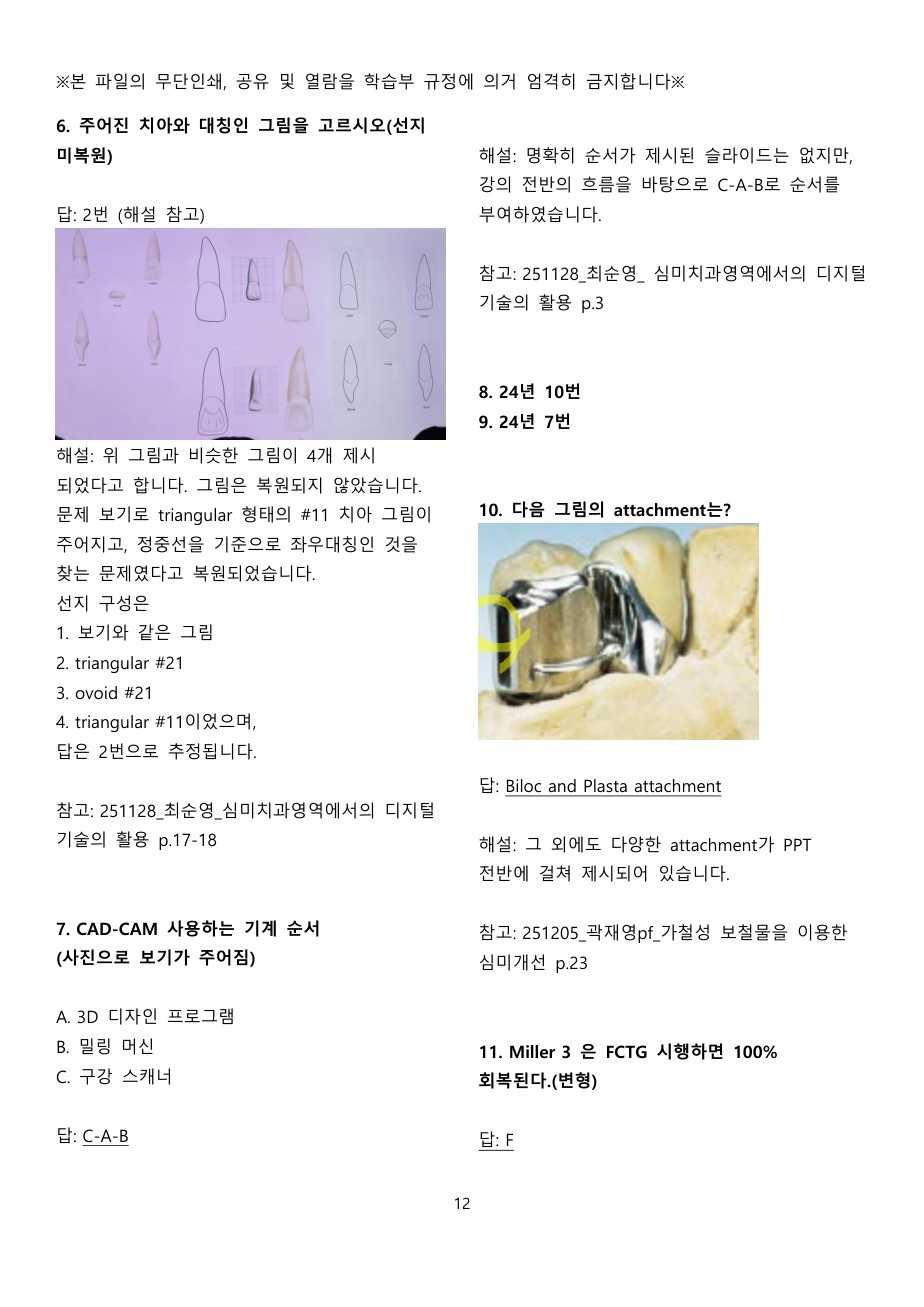 ※본 파일의 무단인쇄, 공유 및 열람을 학습부 규정에 의거 엄격히 금지합니다※
6. 주어진 치아와 대칭인 그림을 고르시오(선지
미복원)
답: 2번 (해설 참고)
해설: 위 그림과 비슷한 그림이 4개 제시
되었다고 합니다. 그림은 복원되지 않았습니다.
문제 보기로 triangular 형태의 #11 치아 그림이
주어지고, 정중선을 기준으로 좌우대칭인 것을
찾는 문제였다고 복원되었습니다.
선지 구성은
1. 보기와 같은 그림
2. triangular #21
3. ovoid #21
4. triangular #11이었으며,
답은 2번으로 추정됩니다.
참고: 251128_최순영_심미치과영역에서의 디지털
기술의 활용 p.17-18
7. CAD-CAM 사용하는 기계 순서
(사진으로 보기가 주어짐)
A. 3D 디자인 프로그램
B. 밀링 머신
C. 구강 스캐너
답: C-A-B
해설: 명확히 순서가 제시된 슬라이드는 없지만,
강의 전반의 흐름을 바탕으로 C-A-B로 순서를
부여하였습니다.
참고: 251128_최순영_ 심미치과영역에서의 디지털
기술의 활용 p.3
8. 24년 10번
9. 24년 7번
10. 다음 그림의 attachment는?
답: Biloc and Plasta attachment
해설: 그 외에도 다양한 attachment가 PPT
전반에 걸쳐 제시되어 있습니다.
참고: 251205_곽재영pf_가철성 보철물을 이용한
심미개선 p.23
11. Miller 3 은 FCTG 시행하면 100%
회복된다.(변형)
답: F
12